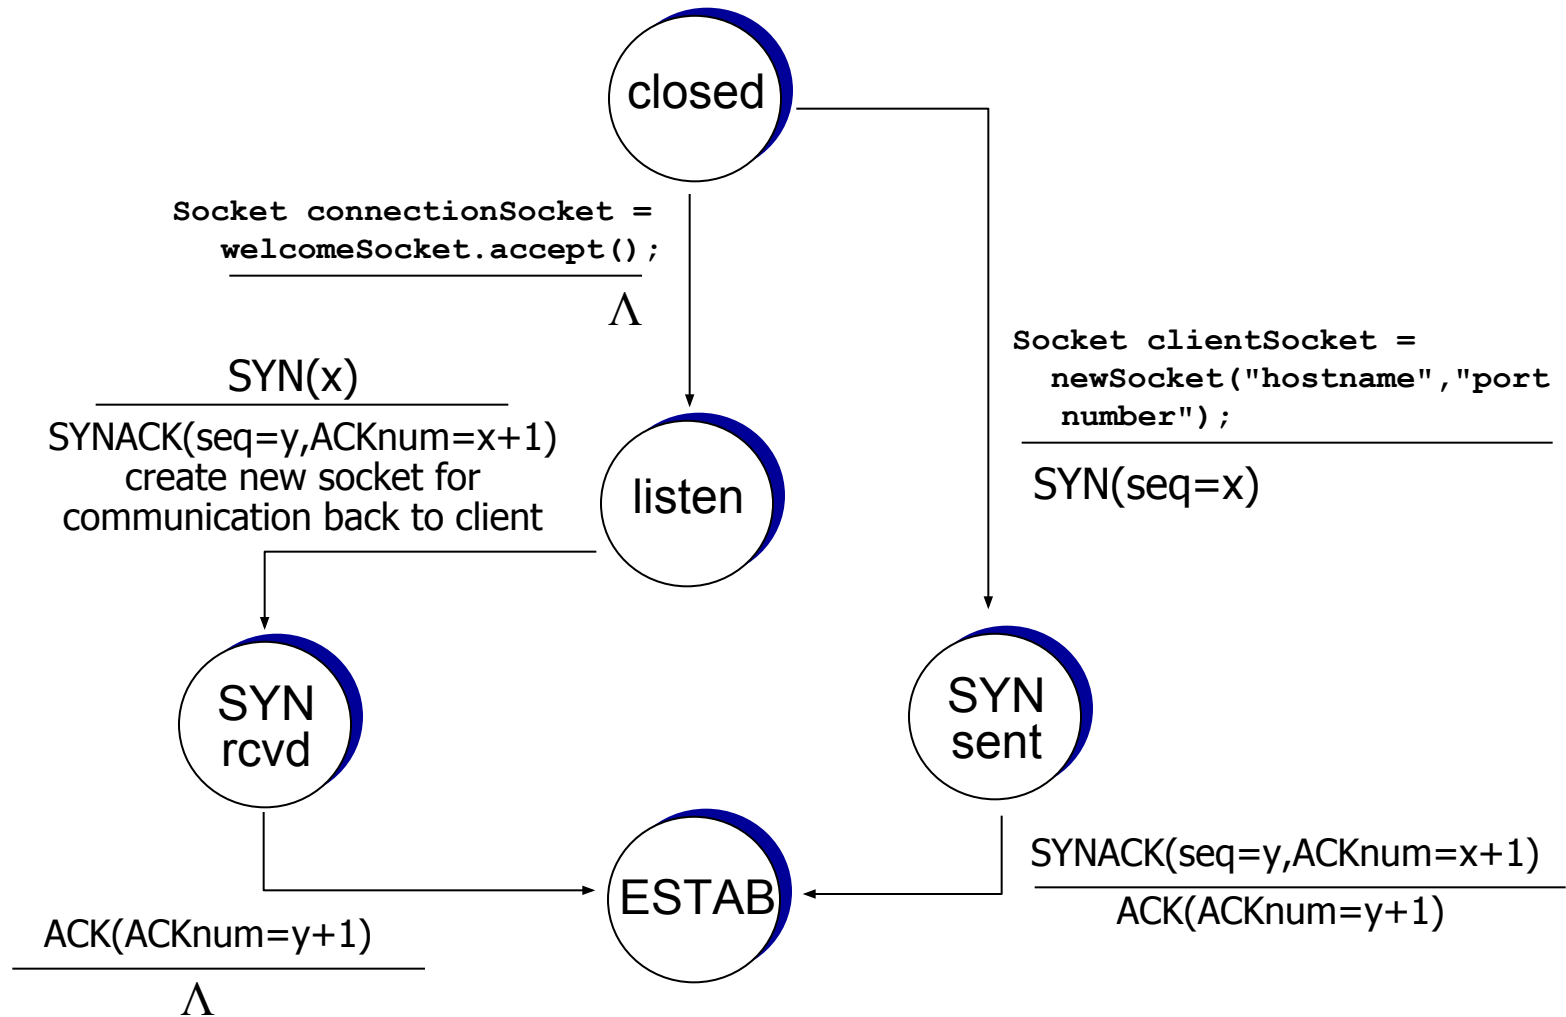 closed
Socket connectionSocket =
welcomeSocket.accept();
Λ
Socket clientSocket =
newSocket("hostname","port
number");
SYN(seq=x)
SYN(x)
SYNACK(seq=y,ACKnum=x+1)
create new socket for
communication back to client
listen
SYN
rcvd
SYN
sent
ESTAB
SYNACK(seq=y,ACKnum=x+1)
ACK(ACKnum=y+1)
ACK(ACKnum=y+1)
Λ